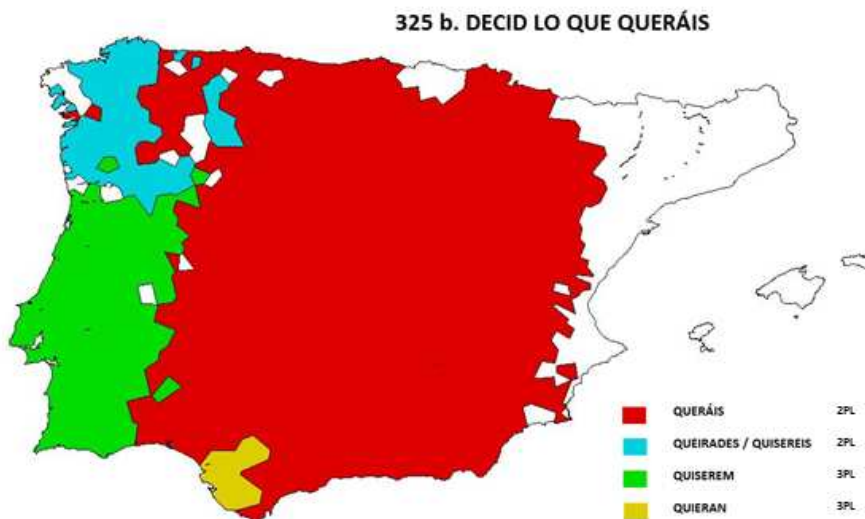 325 b. DECID LO QUE QUERÁIS
QUERÁIS 2PL
QUEIRADES / QUISEREIS 2PL
QUISEREM 3PL
QUIERAN 3PL